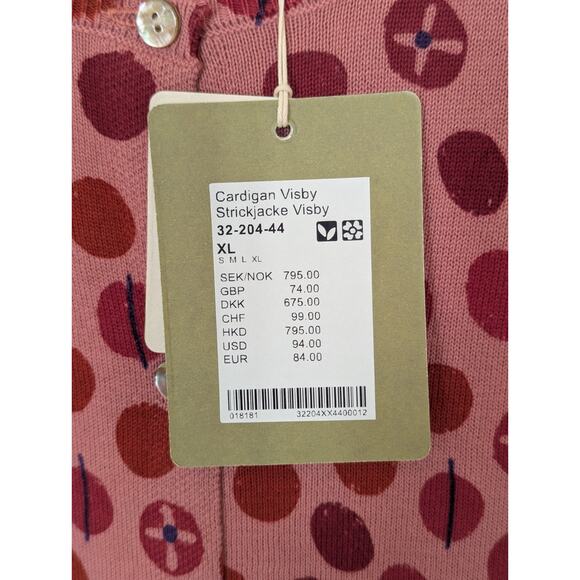 Cardigan Visby
Strickjacke Visby
32-204-44
XL
S M L XL
SEK/NOK 795.00
GBP 74.00
DKK 675.00
CHF 99.00
HKD 795.00
USD 94.00
EUR 84.00
018181 32204XX4400012